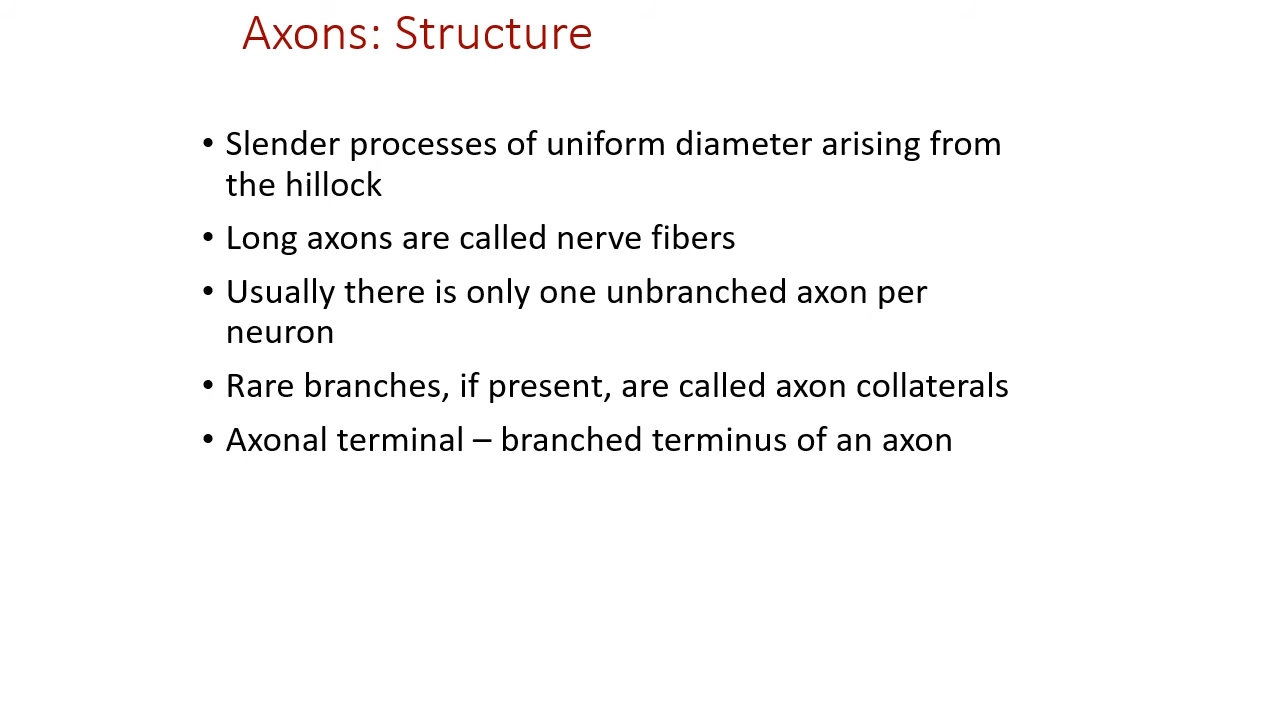 Axons: Structure
• Slender processes of uniform diameter arising from
the hillock
• Long axons are called nerve fibers
• Usually there is only one unbranched axon per
neuron
• Rare branches, if present, are called axon collaterals
• Axonal terminal – branched terminus of an axon